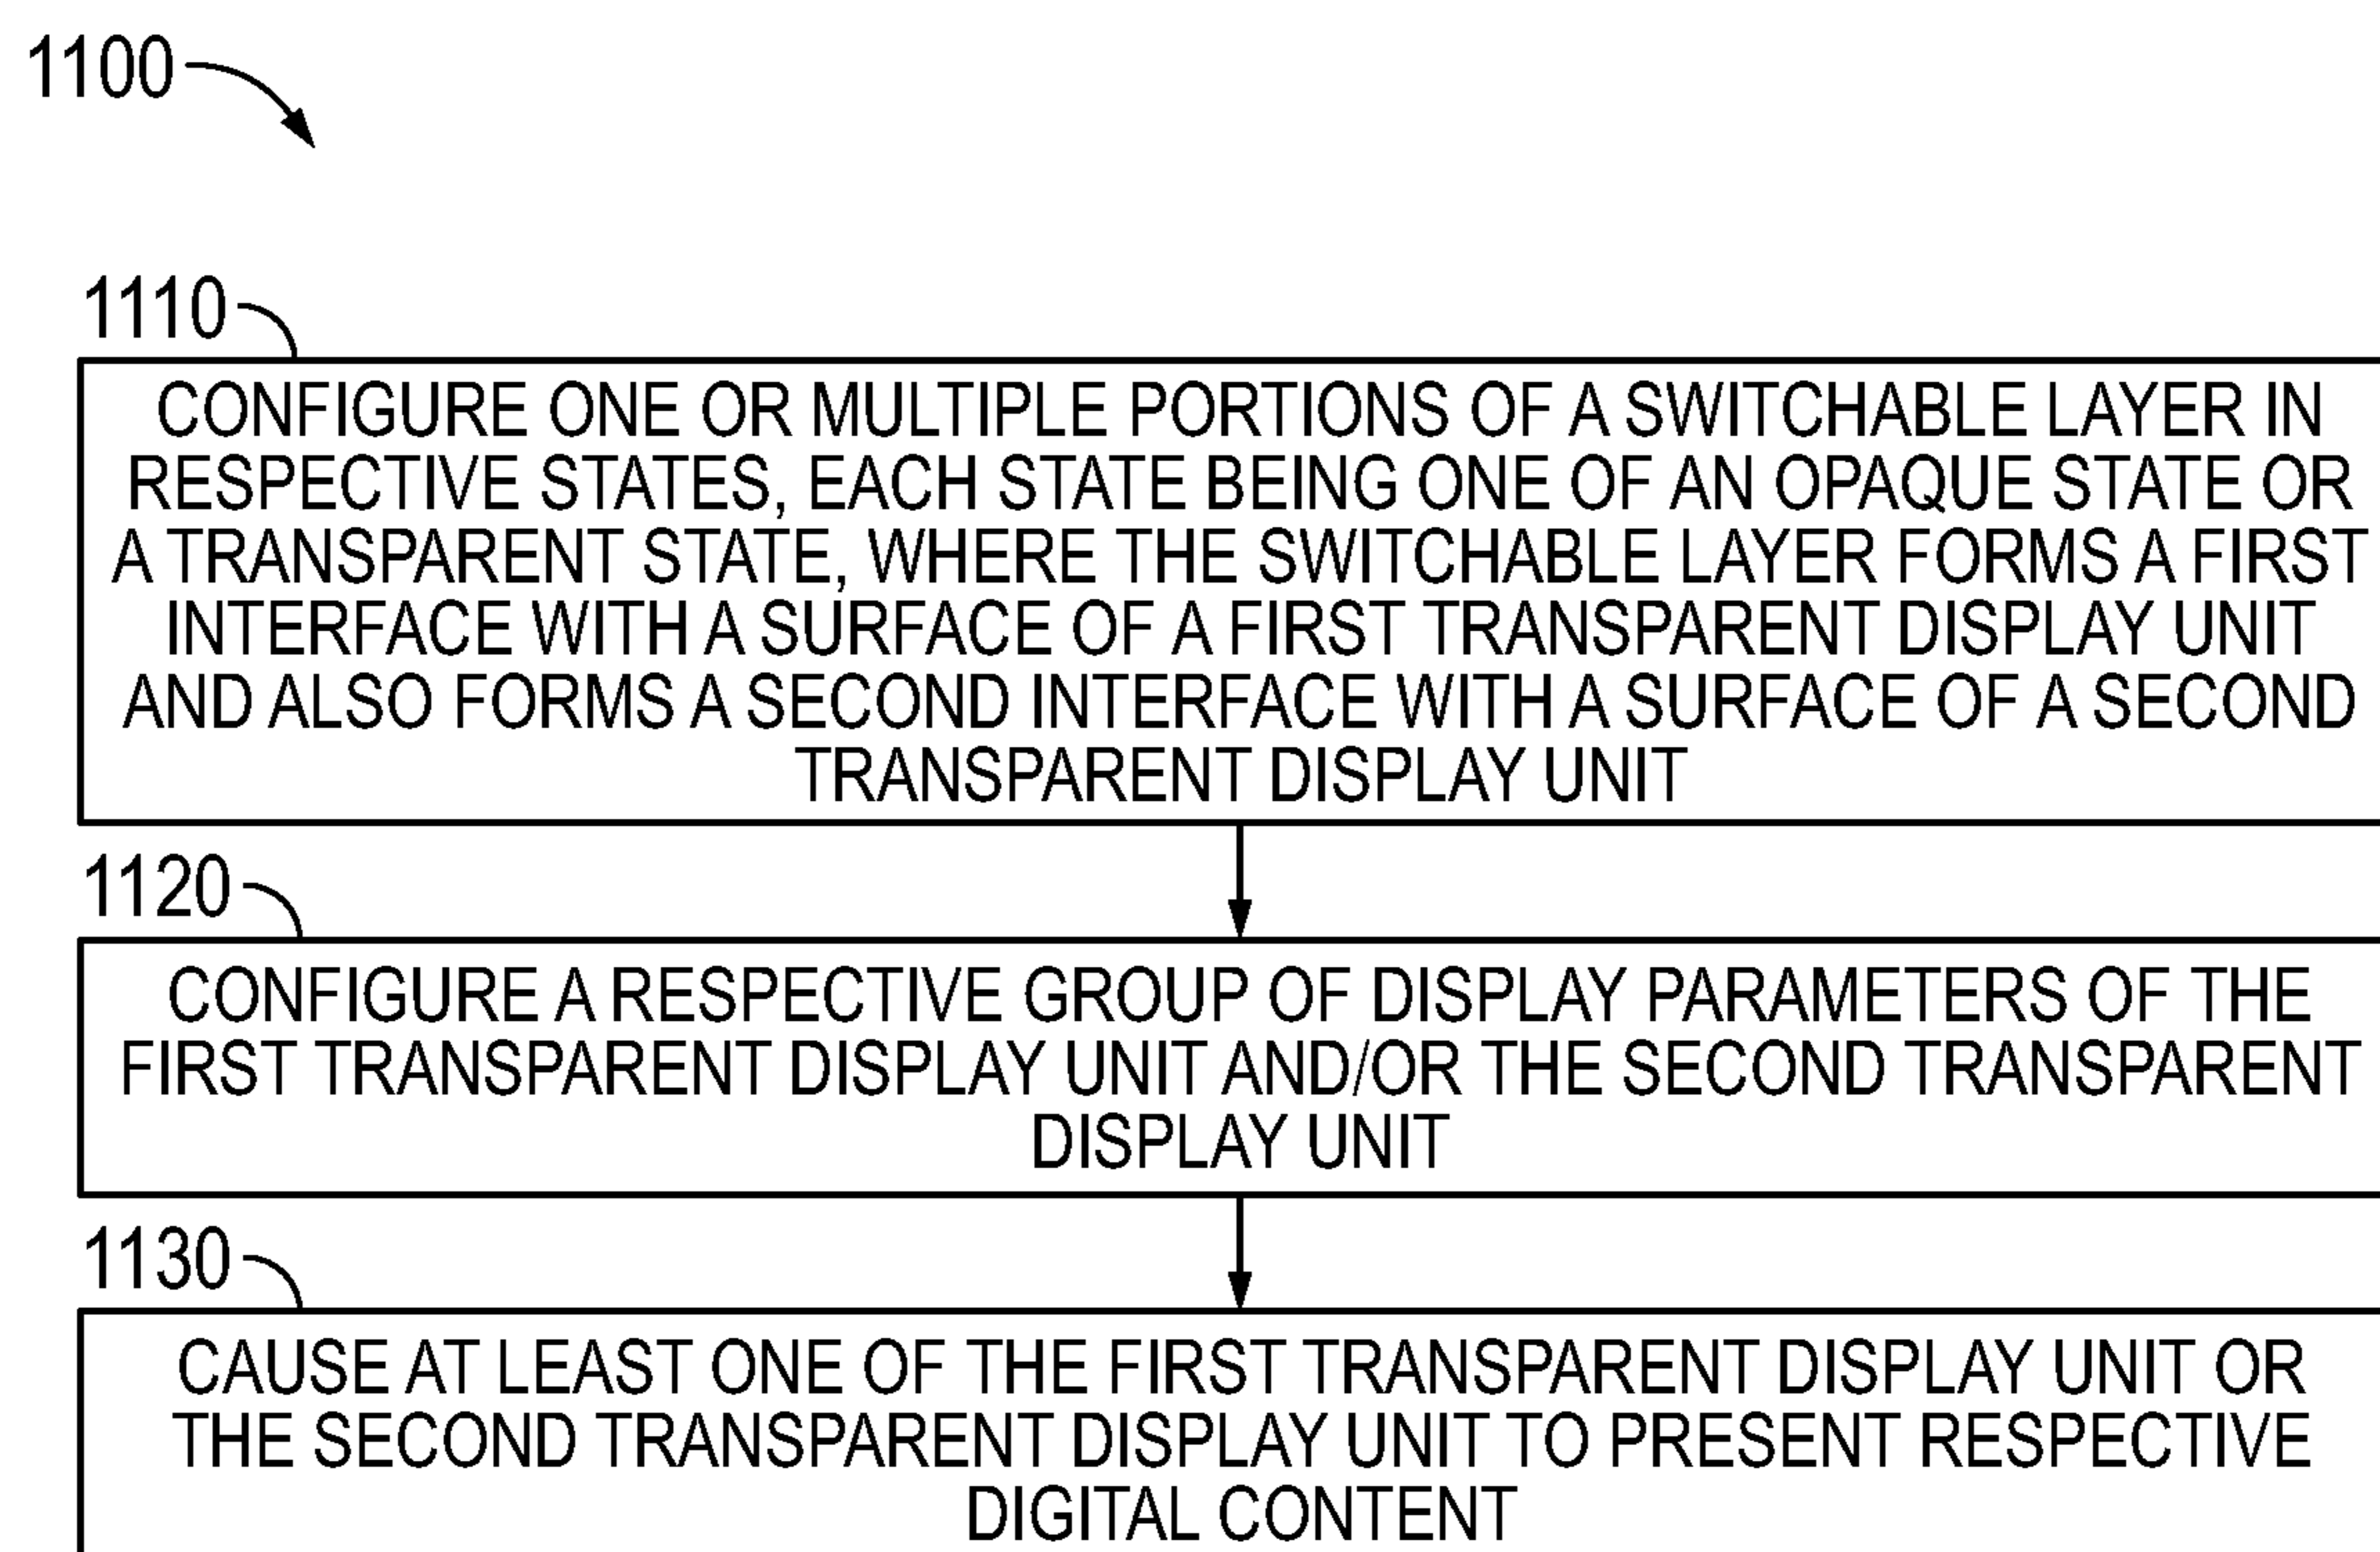 1100
1110
CONFIGURE ONE OR MULTIPLE PORTIONS OF A SWITCHABLE LAYER IN
RESPECTIVE STATES, EACH STATE BEING ONE OF AN OPAQUE STATE OR
A TRANSPARENT STATE, WHERE THE SWITCHABLE LAYER FORMS A FIRST
INTERFACE WITH A SURFACE OF A FIRST TRANSPARENT DISPLAY UNIT
AND ALSO FORMS A SECOND INTERFACE WITH A SURFACE OF A SECOND
TRANSPARENT DISPLAY UNIT
1120
CONFIGURE A RESPECTIVE GROUP OF DISPLAY PARAMETERS OF THE
FIRST TRANSPARENT DISPLAY UNIT AND/OR THE SECOND TRANSPARENT
DISPLAY UNIT
1130
CAUSE AT LEAST ONE OF THE FIRST TRANSPARENT DISPLAY UNIT OR
THE SECOND TRANSPARENT DISPLAY UNIT TO PRESENT RESPECTIVE
DIGITAL CONTENT